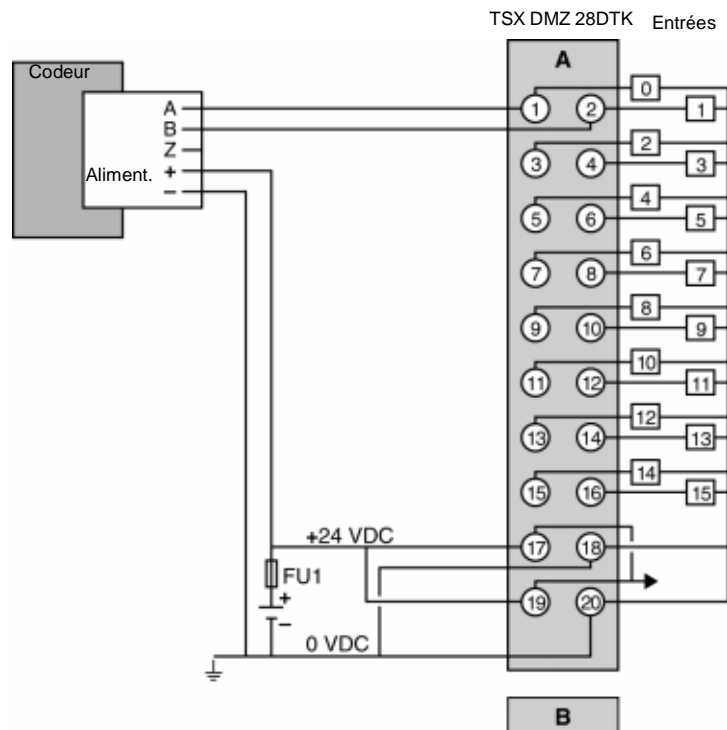 TSX DMZ 28DTK Entrées
Codeur
A
A
B
Z
Aliment. +
–
1 2 0
1
3 4 2
3
5 6 4
5
7 8 6
7
9 10 8
9
11 12 10
11
13 14 12
13
15 16 14
15
+24 VDC
17 18
FU1
+
–
19 20
0 VDC
B